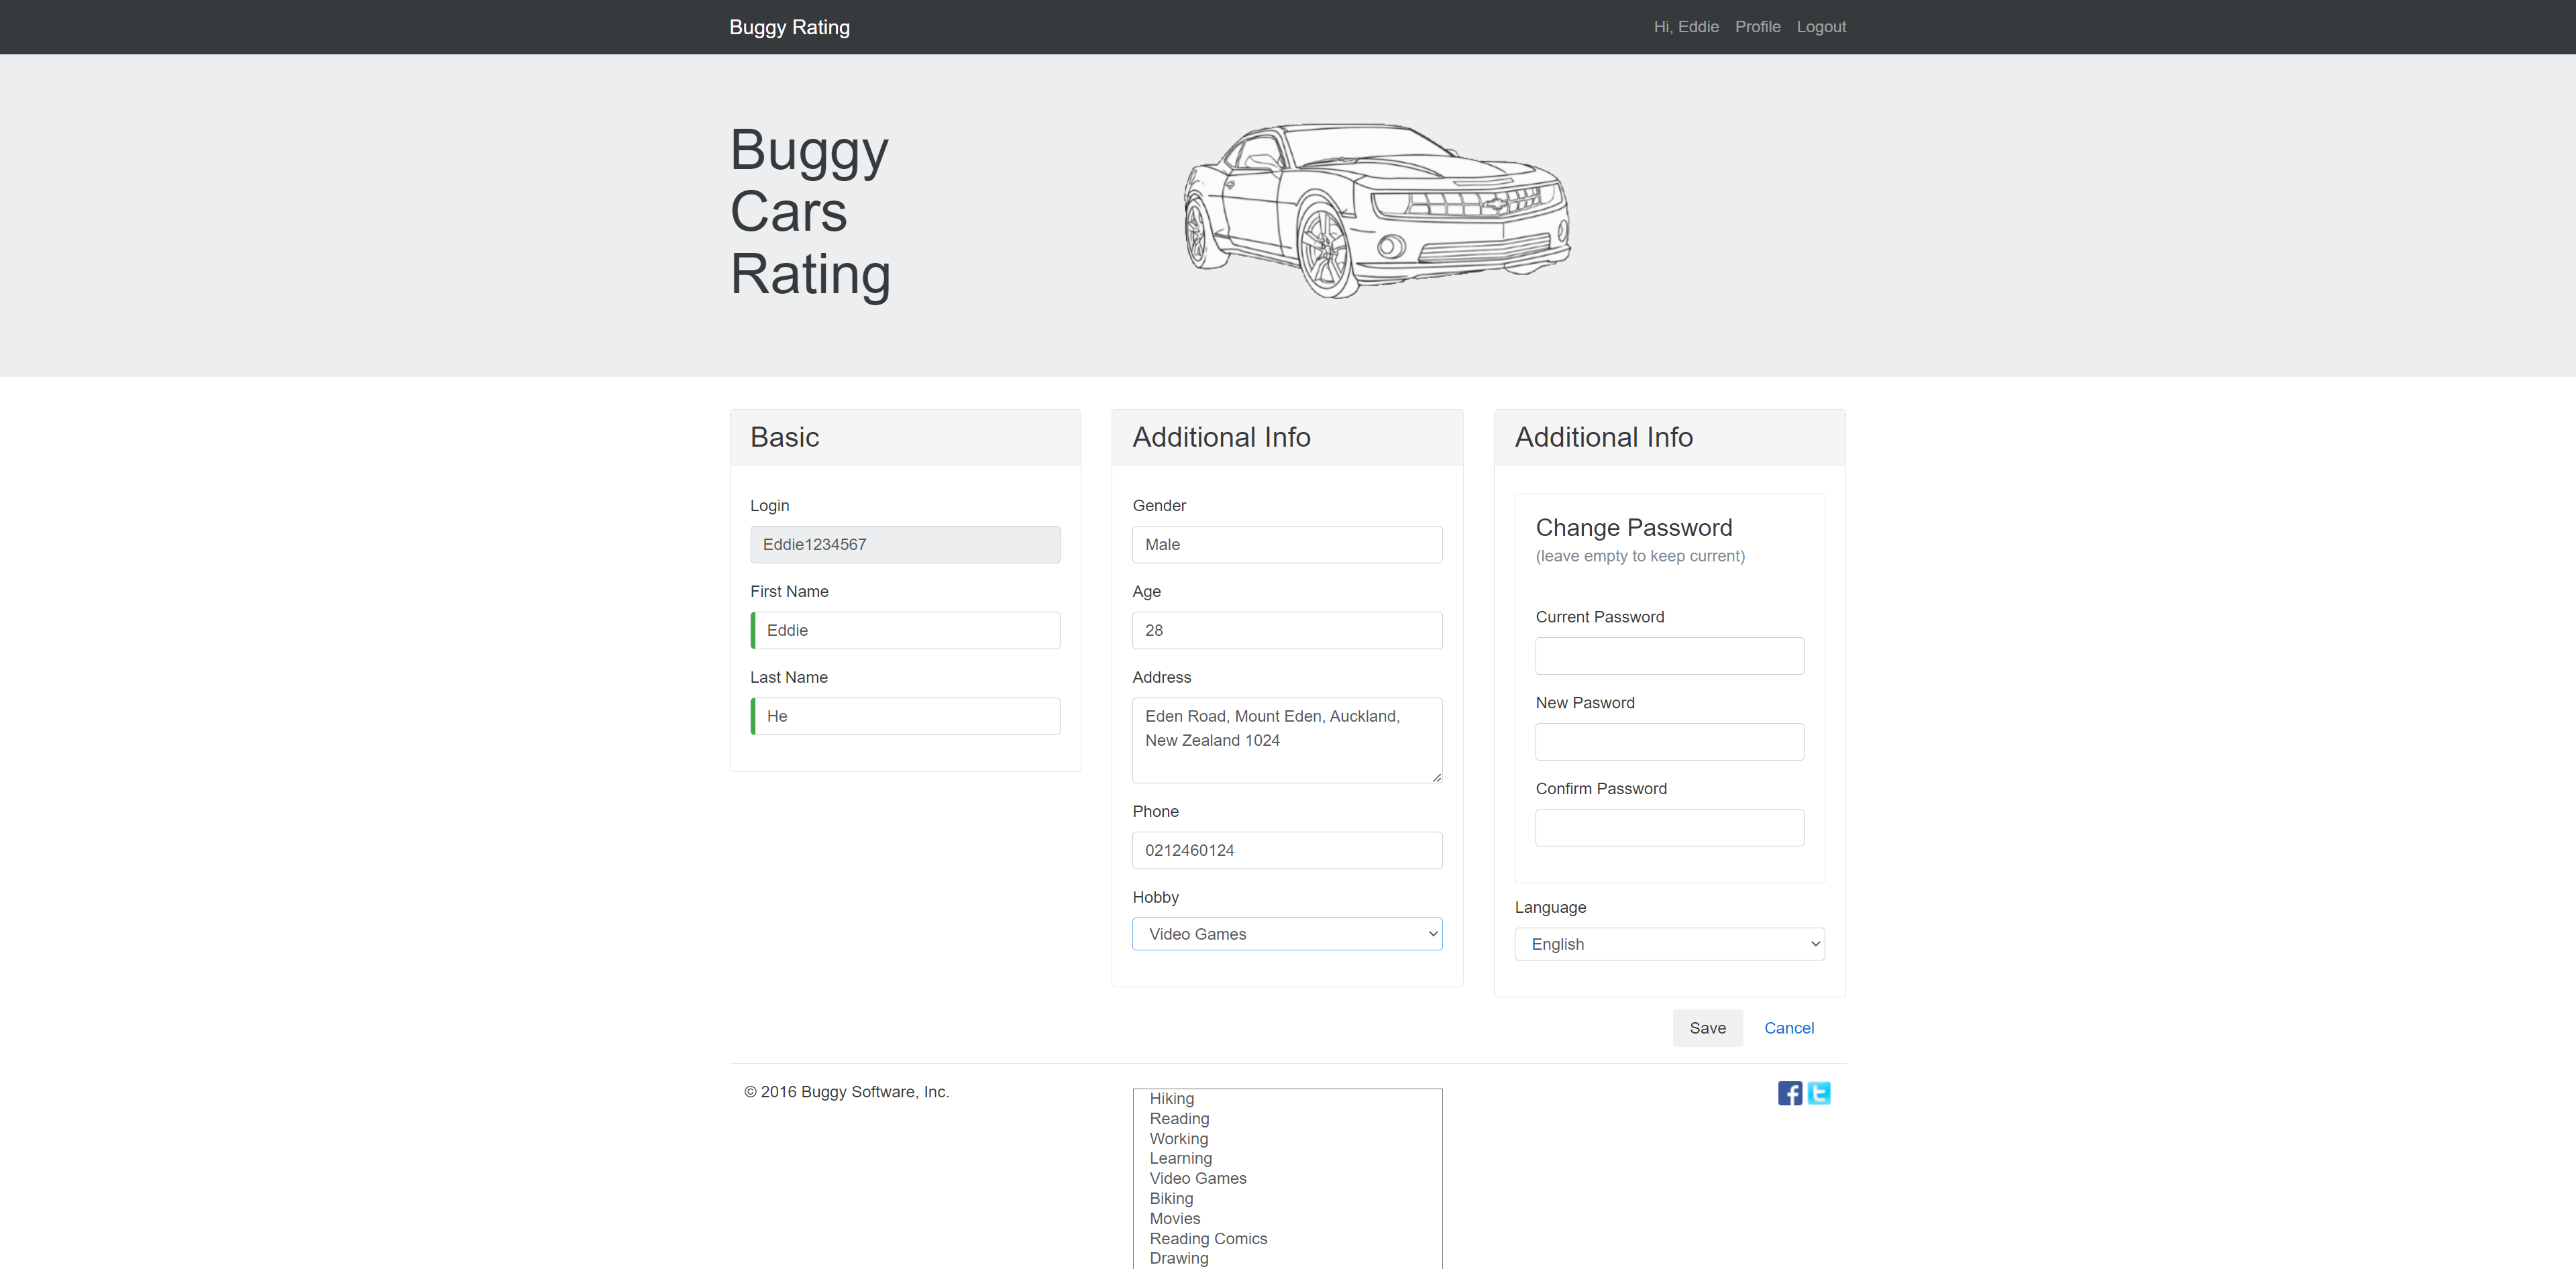 Buggy Rating
Hi, Eddie Profile Logout
Buggy
Cars
Rating
Basic
Login
Eddie1234567
First Name
Eddie
Last Name
He
Additional Info
Gender
Male
Age
28
Address
Eden Road, Mount Eden, Auckland,
New Zealand 1024
Phone
0212460124
Hobby
Video Games
Additional Info
Change Password
(leave empty to keep current)
Current Password
New Pasword
Confirm Password
Language
English
Save Cancel
© 2016 Buggy Software, Inc.
Hiking
Reading
Working
Learning
Video Games
Biking
Movies
Reading Comics
Drawing